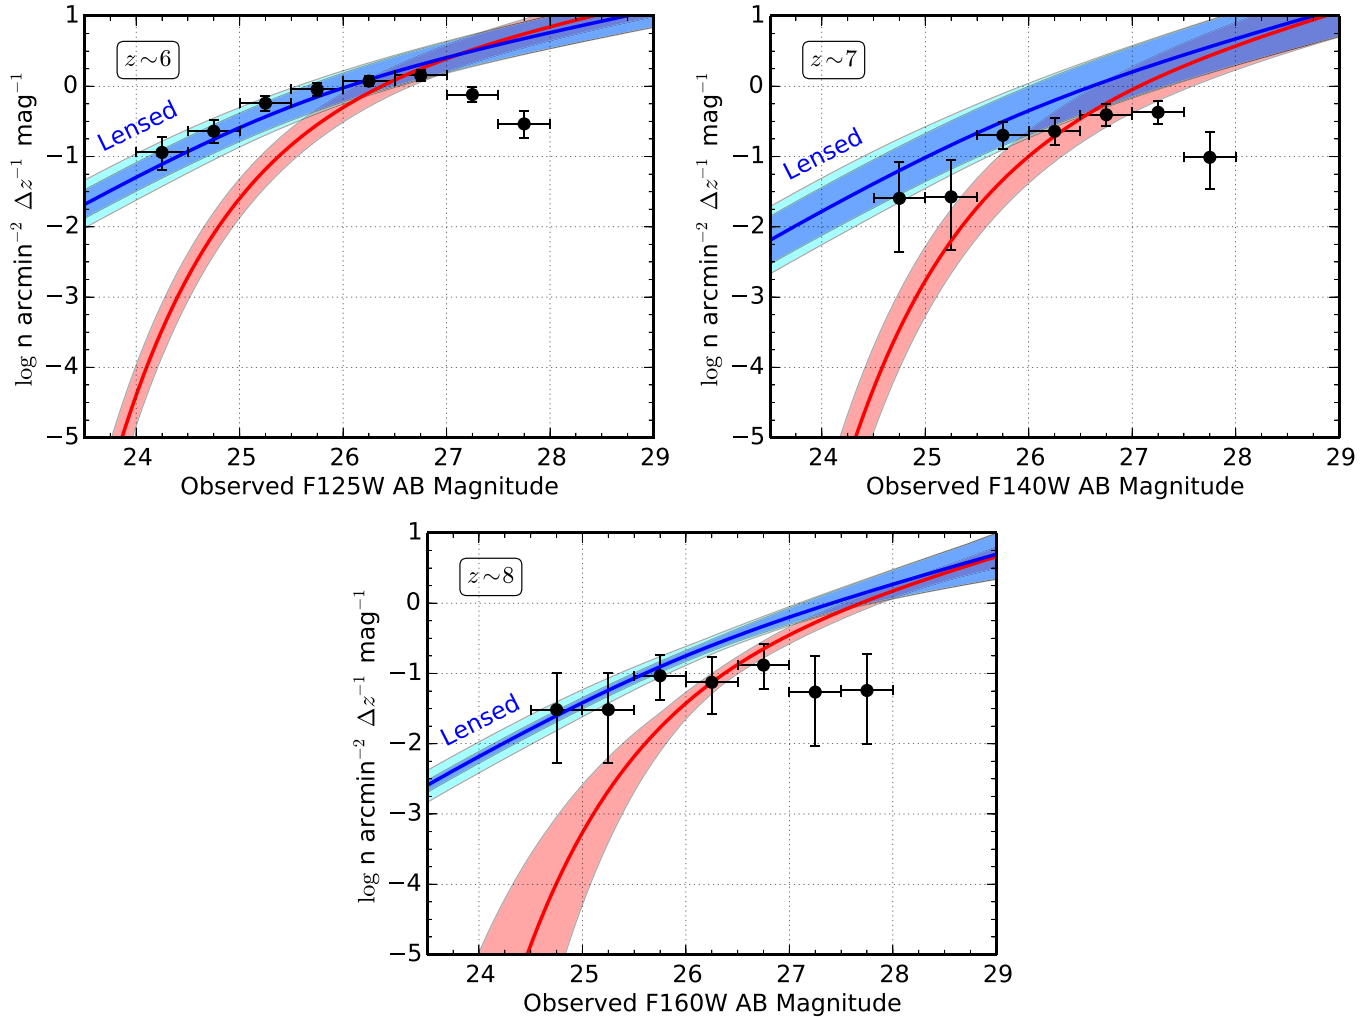 1
0
−1
−2
−3
−4
−5
log n arcmin⁻² Δz⁻¹ mag⁻¹
z∼6
Lensed
24 25 26 27 28 29
Observed F125W AB Magnitude
1
0
−1
−2
−3
−4
−5
log n arcmin⁻² Δz⁻¹ mag⁻¹
z∼7
Lensed
24 25 26 27 28 29
Observed F140W AB Magnitude
1
0
−1
−2
−3
−4
−5
log n arcmin⁻² Δz⁻¹ mag⁻¹
z∼8
Lensed
24 25 26 27 28 29
Observed F160W AB Magnitude